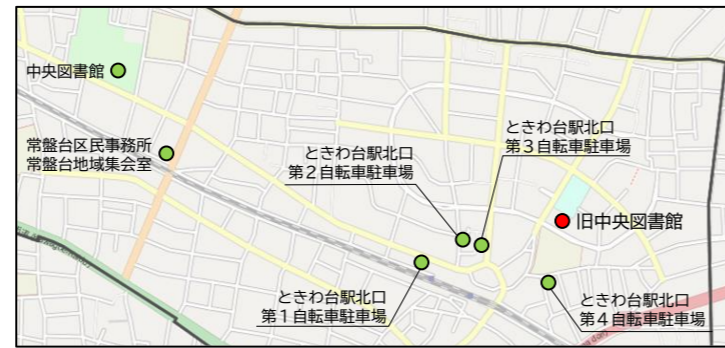 中央図書館
常盤台区民事務所
常盤台地域集会室
ときわ台駅北口
第2自転車駐車場
ときわ台駅北口
第3自転車駐車場
旧中央図書館
ときわ台駅北口
第1自転車駐車場
ときわ台駅北口
第4自転車駐車場